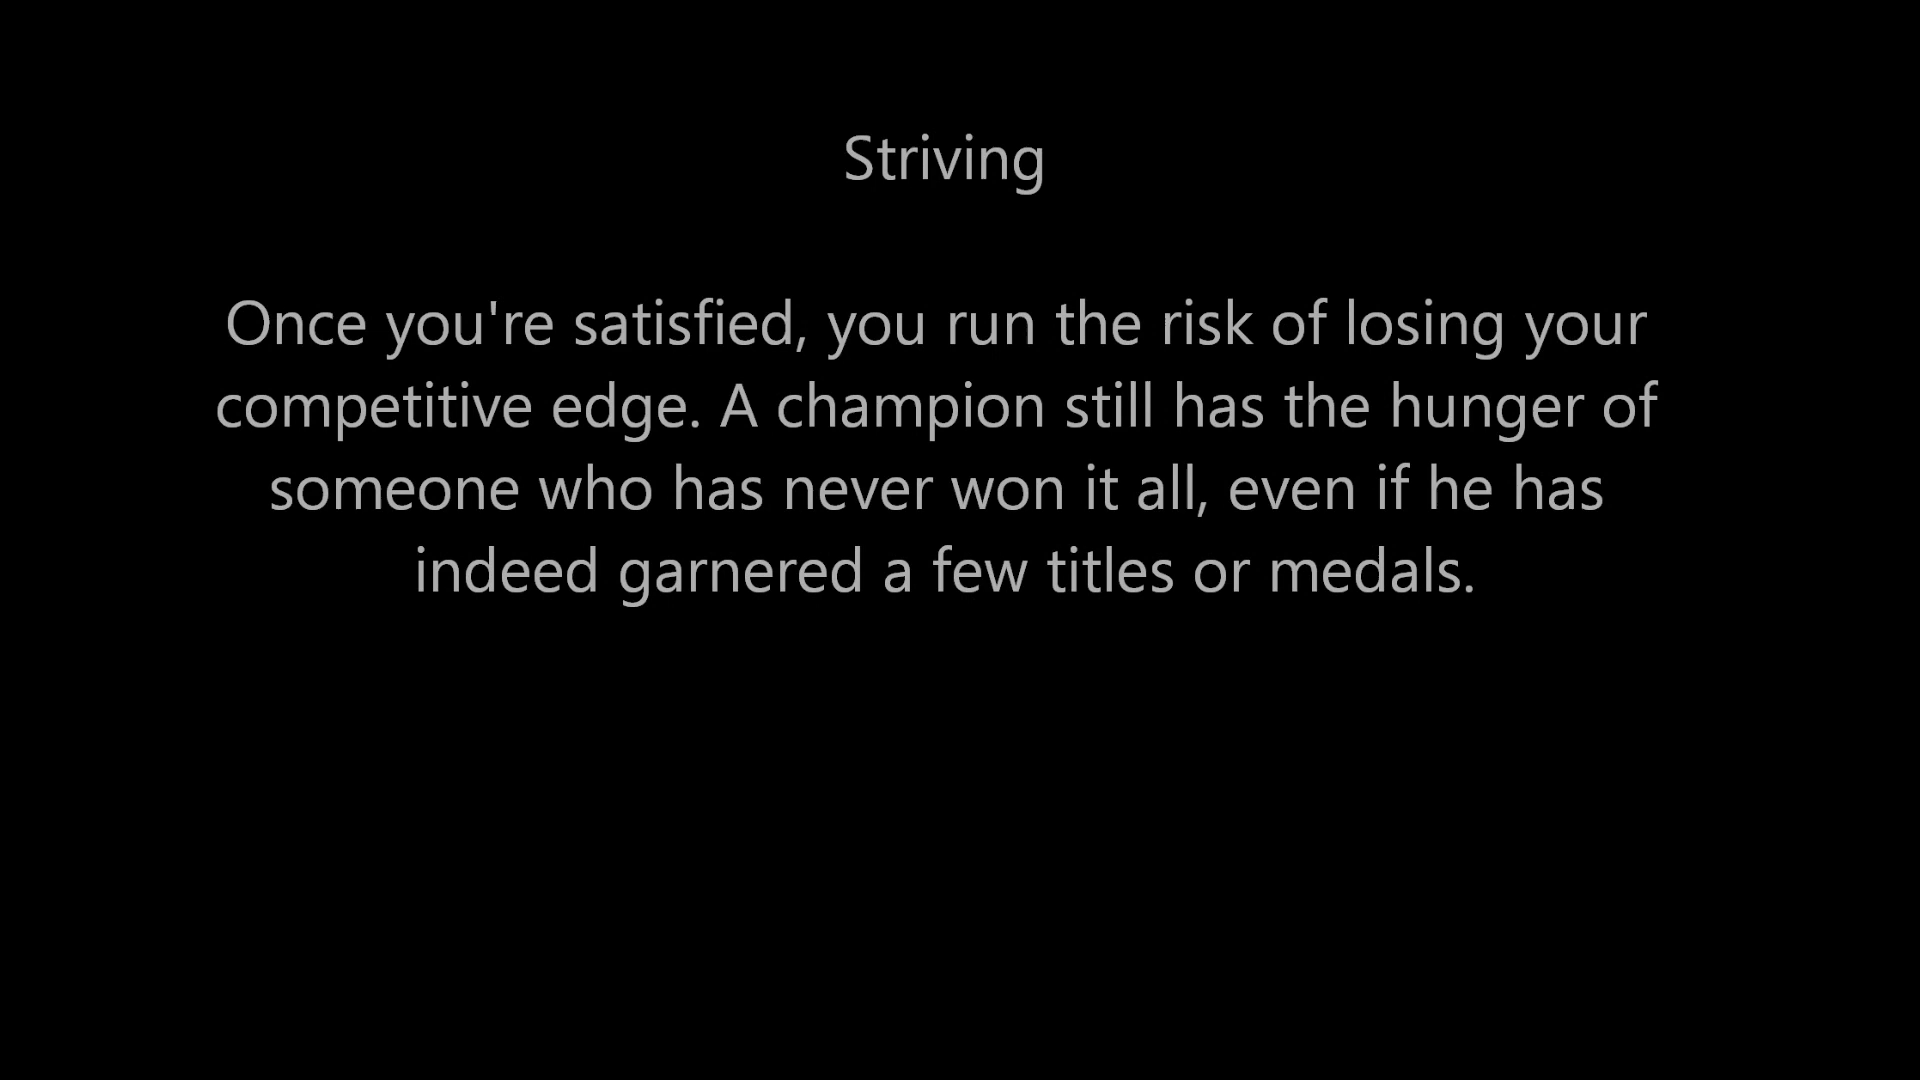 Striving
Once you're satisfied, you run the risk of losing your
competitive edge. A champion still has the hunger of
someone who has never won it all, even if he has
indeed garnered a few titles or medals.